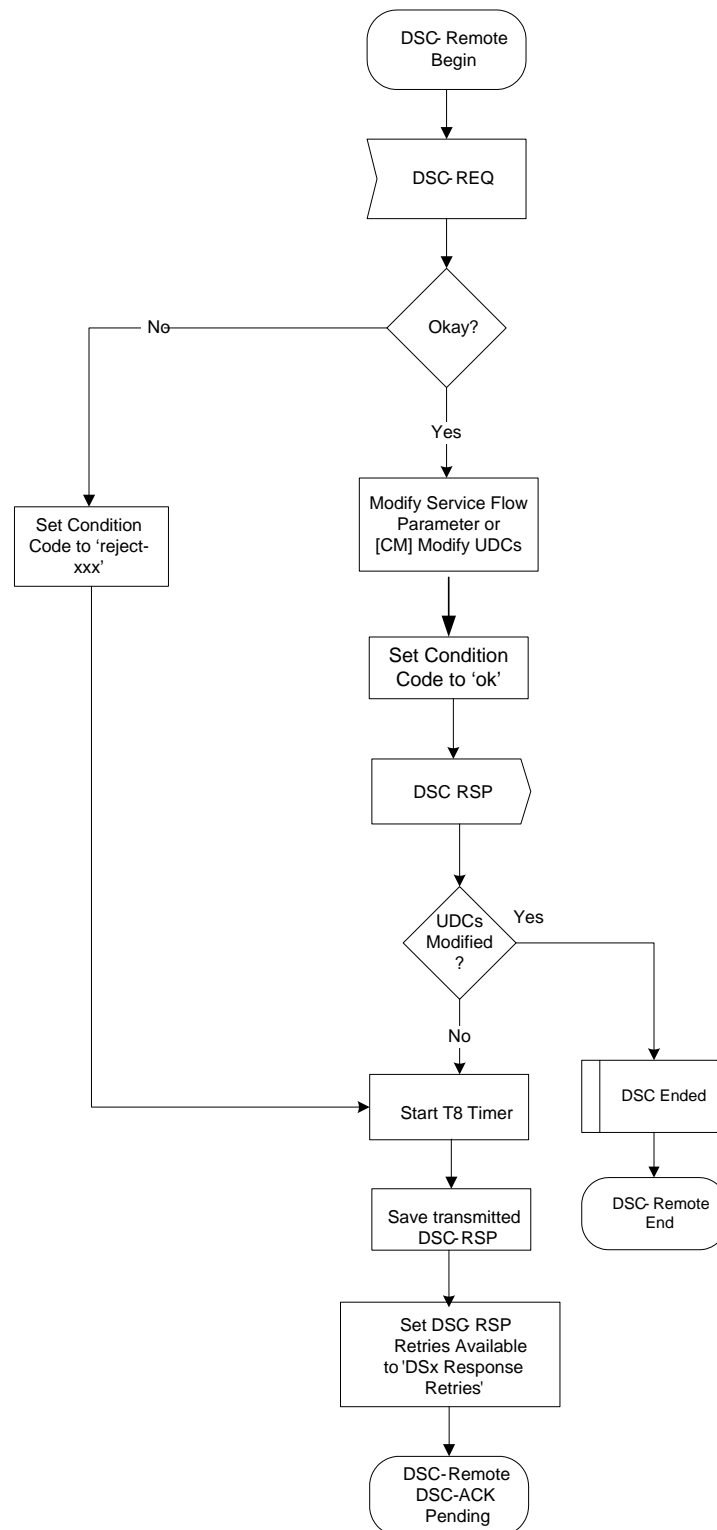 DSC- Remote
Begin
DSC-REQ
Okay?
No
Yes
Modify Service Flow
Parameter or
[CM] Modify UDCs
Set Condition
Code to ‘reject-
xxx’
Set Condition
Code to ‘ok’
DSC RSP
UDCs
Modified
?
Yes
No
Start T8 Timer
DSC Ended
Save transmitted
DSC-RSP
DSC- Remote
End
Set DSC- RSP
Retries Available
to 'DSx Response
Retries'
DSC-Remote
DSC-ACK
Pending